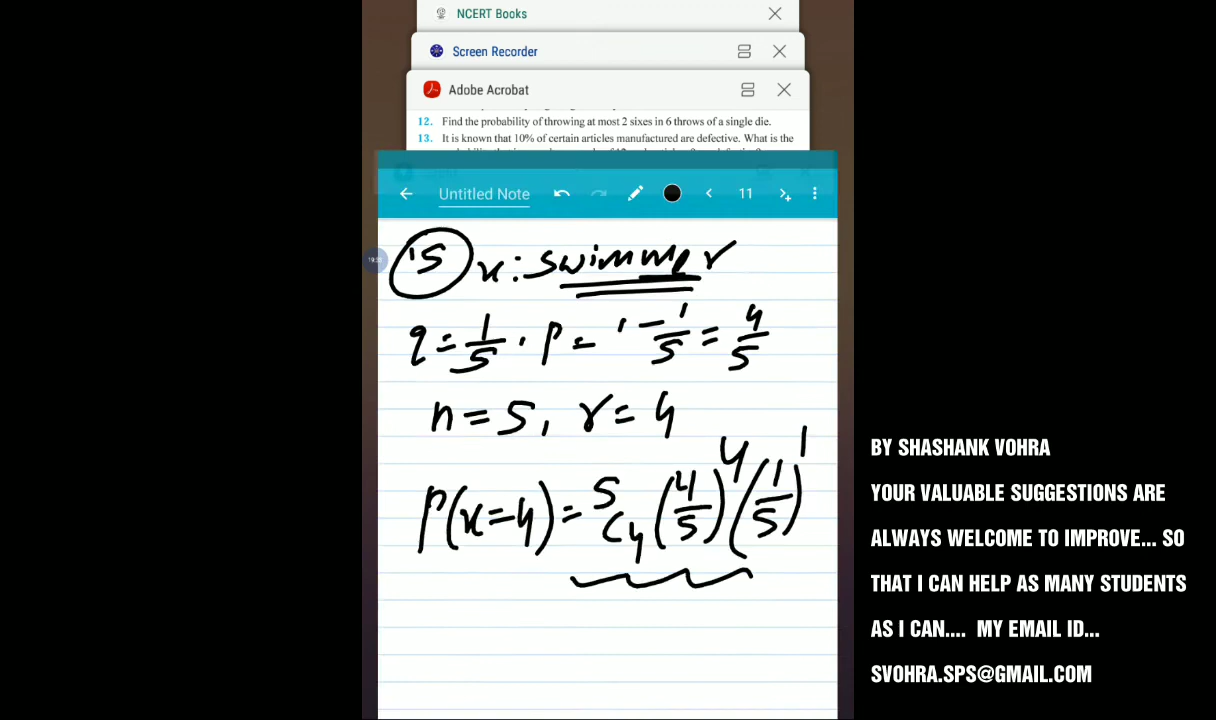 NCERT Books
Screen Recorder
Adobe Acrobat
12. Find the probability of throwing at most 2 sixes in 6 throws of a single die.
13. It is known that 10% of certain articles manufactured are defective. What is the
Untitled Note 11
15 x : swimmer
q = 1/5 . p = 1 - 1/5 = 4/5
n = 5, r = 4
p(x=4) = ⁵C₄ (4/5)⁴ (1/5)¹
BY SHASHANK VOHRA
YOUR VALUABLE SUGGESTIONS ARE
ALWAYS WELCOME TO IMPROVE... SO
THAT I CAN HELP AS MANY STUDENTS
AS I CAN.... MY EMAIL ID...
SVOHRA.SPS@GMAIL.COM